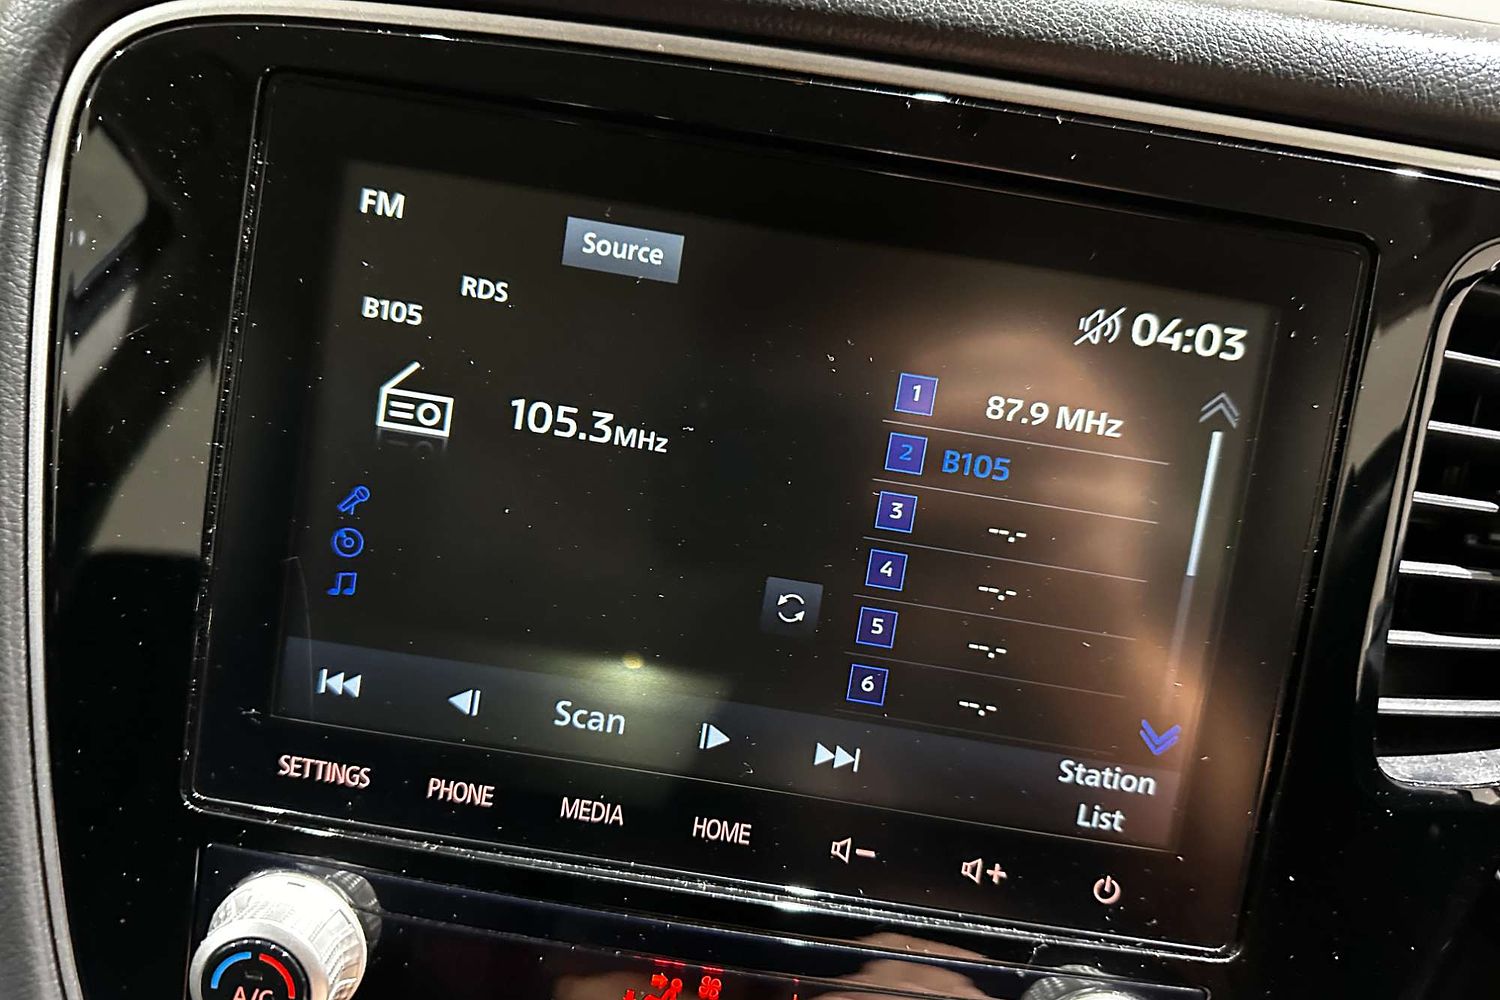 FM
Source
RDS
B105
04:03
105.3MHz
1 87.9 MHz
2 B105
3 --.-
4 --.-
5 --.-
6 --.-
Scan
Station
List
SETTINGS
PHONE
MEDIA
HOME
A/C